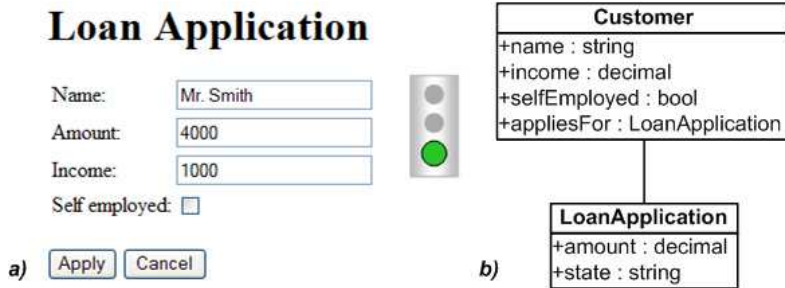 Loan Application
Name: Mr. Smith
Amount: 4000
Income: 1000
Self employed:
a) Apply Cancel
Customer
+name : string
+income : decimal
+selfEmployed : bool
+appliesFor : LoanApplication
LoanApplication
+amount : decimal
+state : string
b)